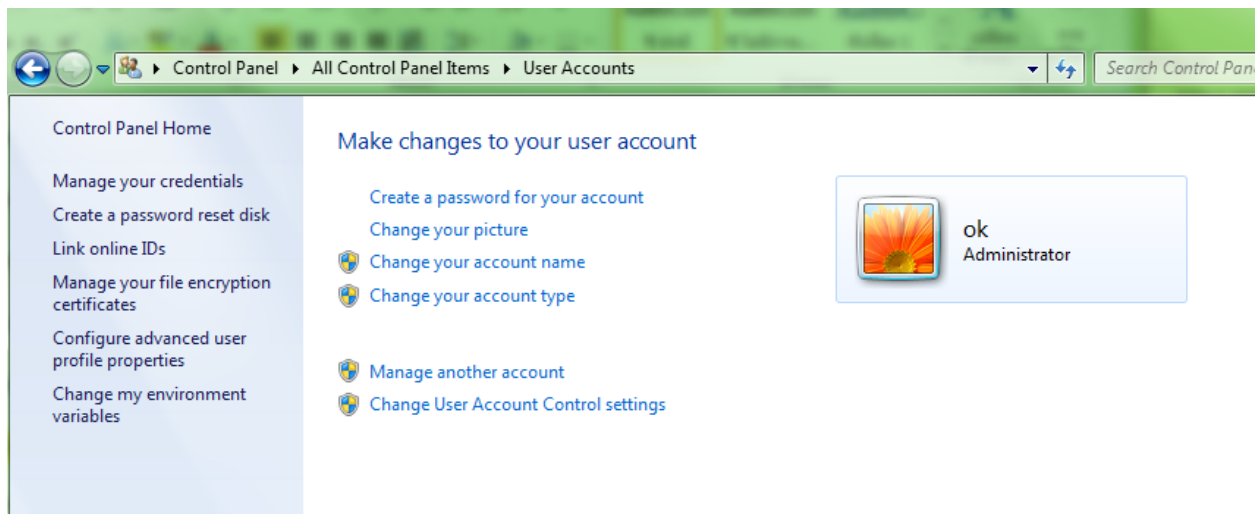 Control Panel
All Control Panel Items
User Accounts
Search Control Pan
Control Panel Home
Manage your credentials
Create a password reset disk
Link online IDs
Manage your file encryption
certificates
Configure advanced user
profile properties
Change my environment
variables
Make changes to your user account
Create a password for your account
Change your picture
Change your account name
Change your account type
Manage another account
Change User Account Control settings
ok
Administrator